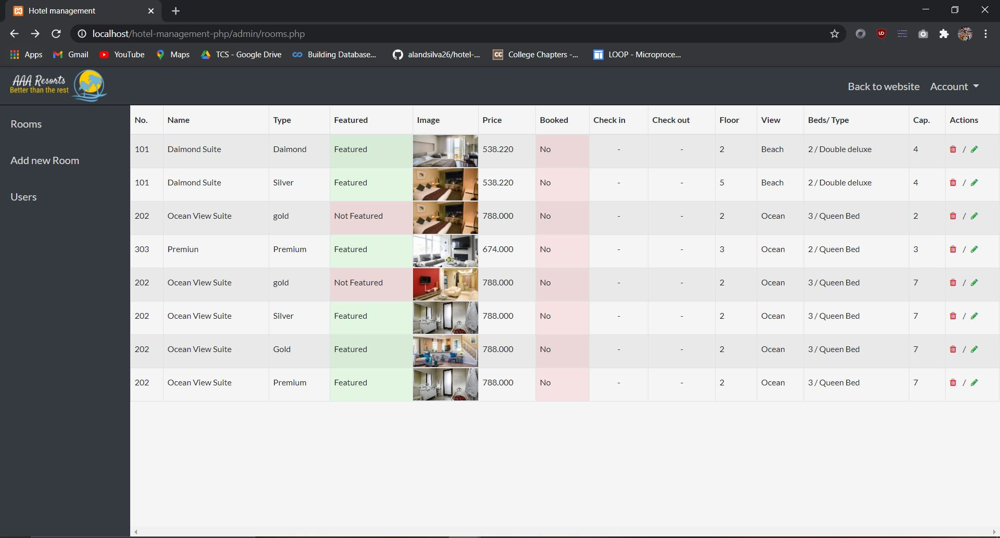 Hotel management
localhost/hotel-management-php/admin/rooms.php
Apps Gmail YouTube Maps TCS - Google Drive Building Database... alandsilva26/hotel-... CC College Chapters -... LOOP - Microproce...
AAA Resorts
Better than the rest
Back to website Account
Rooms
Add new Room
Users
No. Name Type Featured Image Price Booked Check in Check out Floor View Beds/ Type Cap. Actions
101 Daimond Suite Daimond Featured 538.220 No - - 2 Beach 2 / Double deluxe 4 /
101 Daimond Suite Silver Featured 538.220 No - - 5 Beach 2 / Double deluxe 4 /
202 Ocean View Suite gold Not Featured 788.000 No - - 2 Ocean 3 / Queen Bed 2 /
303 Premiun Premium Featured 674.000 No - - 3 Ocean 2 / Queen Bed 3 /
202 Ocean View Suite gold Not Featured 788.000 No - - 2 Ocean 3 / Queen Bed 7 /
202 Ocean View Suite Silver Featured 788.000 No - - 2 Ocean 3 / Queen Bed 7 /
202 Ocean View Suite Gold Featured 788.000 No - - 2 Ocean 3 / Queen Bed 7 /
202 Ocean View Suite Premium Featured 788.000 No - - 2 Ocean 3 / Queen Bed 7 /